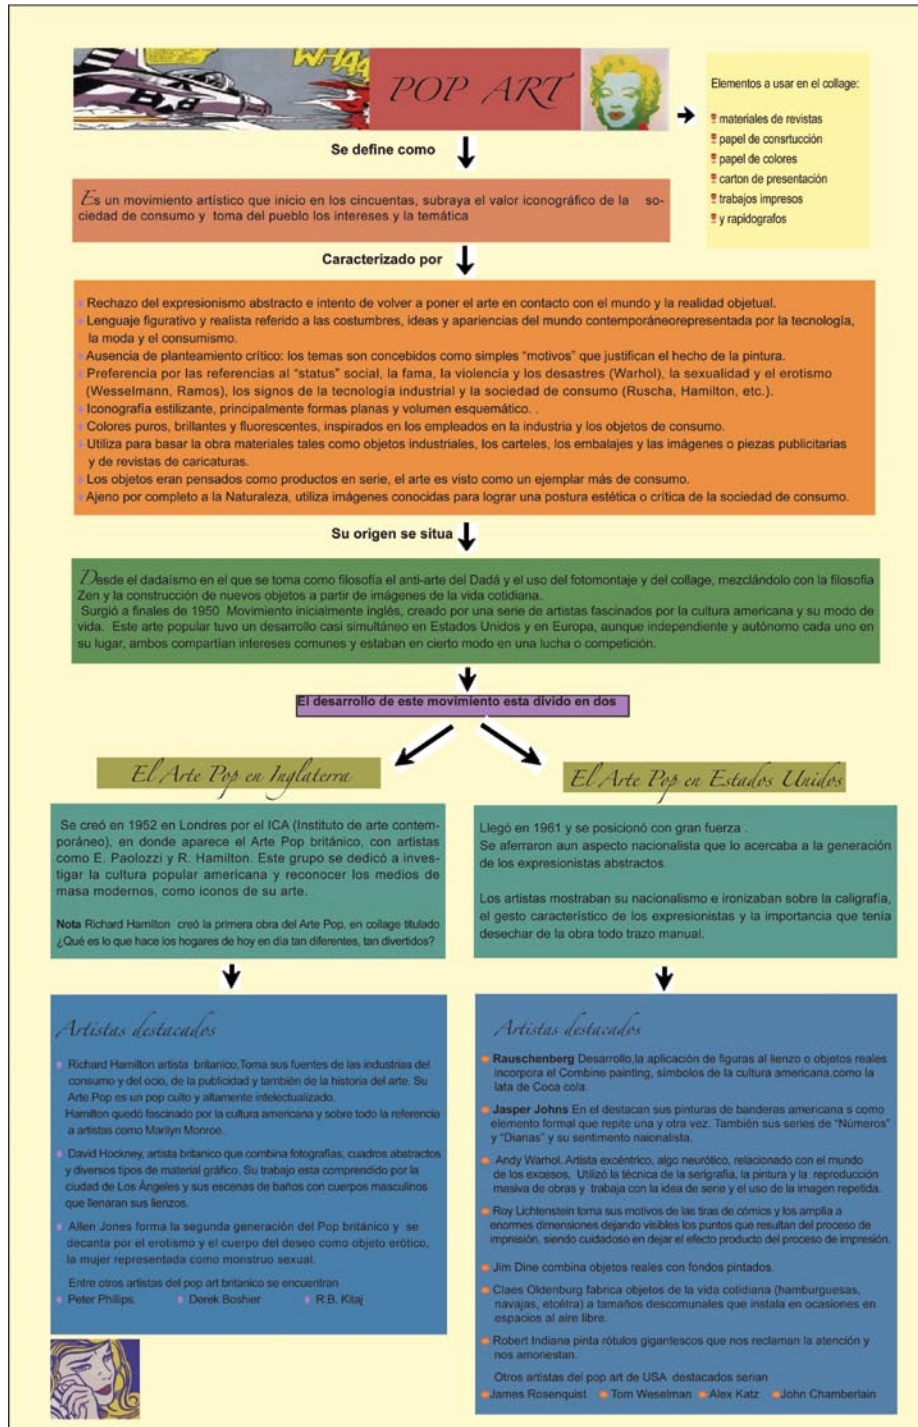 WHAA
POP ART
Elementos a usar en el collage:
materiales de revistas
papel de consrtucción
papel de colores
carton de presentación
trabajos impresos
y rapidografos
Se define como
Es un movimiento artístico que inicio en los cincuentas, subraya el valor iconográfico de la so-
ciedad de consumo y toma del pueblo los intereses y la temática
Caracterizado por
Rechazo del expresionismo abstracto e intento de volver a poner el arte en contacto con el mundo y la realidad objetual.
Lenguaje figurativo y realista referido a las costumbres, ideas y apariencias del mundo contemporáneorepresentada por la tecnología,
la moda y el consumismo.
Ausencia de planteamiento crítico: los temas son concebidos como simples “motivos” que justifican el hecho de la pintura.
Preferencia por las referencias al “status” social, la fama, la violencia y los desastres (Warhol), la sexualidad y el erotismo
(Wesselmann, Ramos), los signos de la tecnología industrial y la sociedad de consumo (Ruscha, Hamilton, etc.).
Iconografía estilizante, principalmente formas planas y volumen esquemático. .
Colores puros, brillantes y fluorescentes, inspirados en los empleados en la industria y los objetos de consumo.
Utiliza para basar la obra materiales tales como objetos industriales, los carteles, los embalajes y las imágenes o piezas publicitarias
y de revistas de caricaturas.
Los objetos eran pensados como productos en serie, el arte es visto como un ejemplar más de consumo.
Ajeno por completo a la Naturaleza, utiliza imágenes conocidas para lograr una postura estética o crítica de la sociedad de consumo.
Su origen se situa
Desde el dadaísmo en el que se toma como filosofía el anti-arte del Dadá y el uso del fotomontaje y del collage, mezclándolo con la filosofia
Zen y la construcción de nuevos objetos a partir de imágenes de la vida cotidiana.
Surgió a finales de 1950 Movimiento inicialmente inglés, creado por una serie de artistas fascinados por la cultura americana y su modo de
vida. Este arte popular tuvo un desarrollo casi simultáneo en Estados Unidos y en Europa, aunque independiente y autónomo cada uno en
su lugar, ambos compartían intereses comunes y estaban en cierto modo en una lucha o competición.
El desarrollo de este movimiento esta divido en dos
El Arte Pop en Inglaterra
Se creó en 1952 en Londres por el ICA (Instituto de arte contem-
poráneo), en donde aparece el Arte Pop británico, con artistas
como E. Paolozzi y R. Hamilton. Este grupo se dedicó a inves-
tigar la cultura popular americana y reconocer los medios de
masa modernos, como iconos de su arte.
Nota Richard Hamilton creó la primera obra del Arte Pop, en collage titulado
¿Qué es lo que hace los hogares de hoy en día tan diferentes, tan divertidos?
Artistas destacados
Richard Hamilton artista britanico,Toma sus fuentes de las industrias del
consumo y del ocio, de la publicidad y también de la historia del arte. Su
Arte Pop es un pop culto y altamente intelectualizado.
Hamilton quedó fascinado por la cultura americana y sobre todo la referencia
a artistas como Marilyn Monroe.
David Hockney, artista britanico que combina fotografías, cuadros abstractos
y diversos tipos de material gráfico. Su trabajo esta comprendido por la
ciudad de Los Ángeles y sus escenas de baños con cuerpos masculinos
que llenaran sus lienzos.
Allen Jones forma la segunda generación del Pop británico y se
decanta por el erotismo y el cuerpo del deseo como objeto erótico,
la mujer representada como monstruo sexual.
Entre otros artistas del pop art britanico se encuentran
Peter Phillips. Derek Boshier R.B. Kitaj
El Arte Pop en Estados Unidos
Llegó en 1961 y se posicionó con gran fuerza .
Se aferraron aun aspecto nacionalista que lo acercaba a la generación
de los expresionistas abstractos.
Los artistas mostraban su nacionalismo e ironizaban sobre la caligrafía,
el gesto característico de los expresionistas y la importancia que tenía
desechar de la obra todo trazo manual.
Artistas destacados
Rauschenberg Desarrollo,la aplicación de figuras al lienzo o objetos reales
incorpora el Combine painting, símbolos de la cultura americana,como la
lata de Coca cola.
Jasper Johns En el destacan sus pinturas de banderas americana s como
elemento formal que repite una y otra vez. También sus series de “Números”
y “Dianas” y su sentimento naionalista.
Andy Warhol. Artista excéntrico, algo neurótico, relacionado con el mundo
de los excesos, Utilizó la técnica de la serigrafía, la pintura y la reproducción
masiva de obras y trabaja con la idea de serie y el uso de la imagen repetida.
Roy Lichtenstein toma sus motivos de las tiras de cómics y los amplía a
enormes dimensiones dejando visibles los puntos que resultan del proceso de
impresión, siendo cuidadoso en dejar el efecto producto del proceso de impresión.
Jim Dine combina objetos reales con fondos pintados.
Claes Oldenburg fabrica objetos de la vida cotidiana (hamburguesas,
navajas, etcétra) a tamaños descomunales que instala en ocasiones en
espacios al aire libre.
Robert Indiana pinta rótulos gigantescos que nos reclaman la atención y
nos amonestan.
Otros artistas del pop art de USA destacados serian
James Rosenquist Tom Weselman Alex Katz John Chamberlain